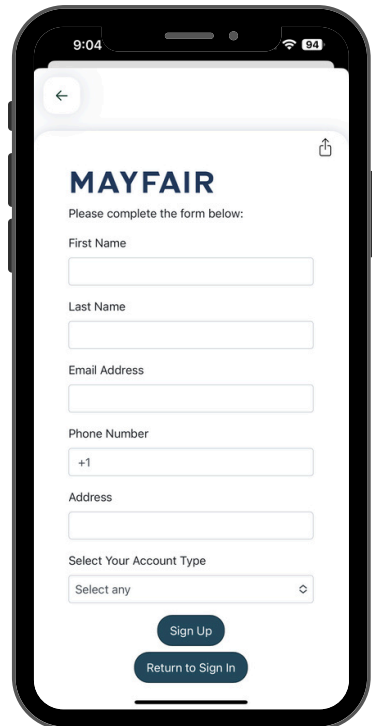 9:04
94
MAYFAIR
Please complete the form below:
First Name
Last Name
Email Address
Phone Number
+1
Address
Select Your Account Type
Select any
Sign Up
Return to Sign In